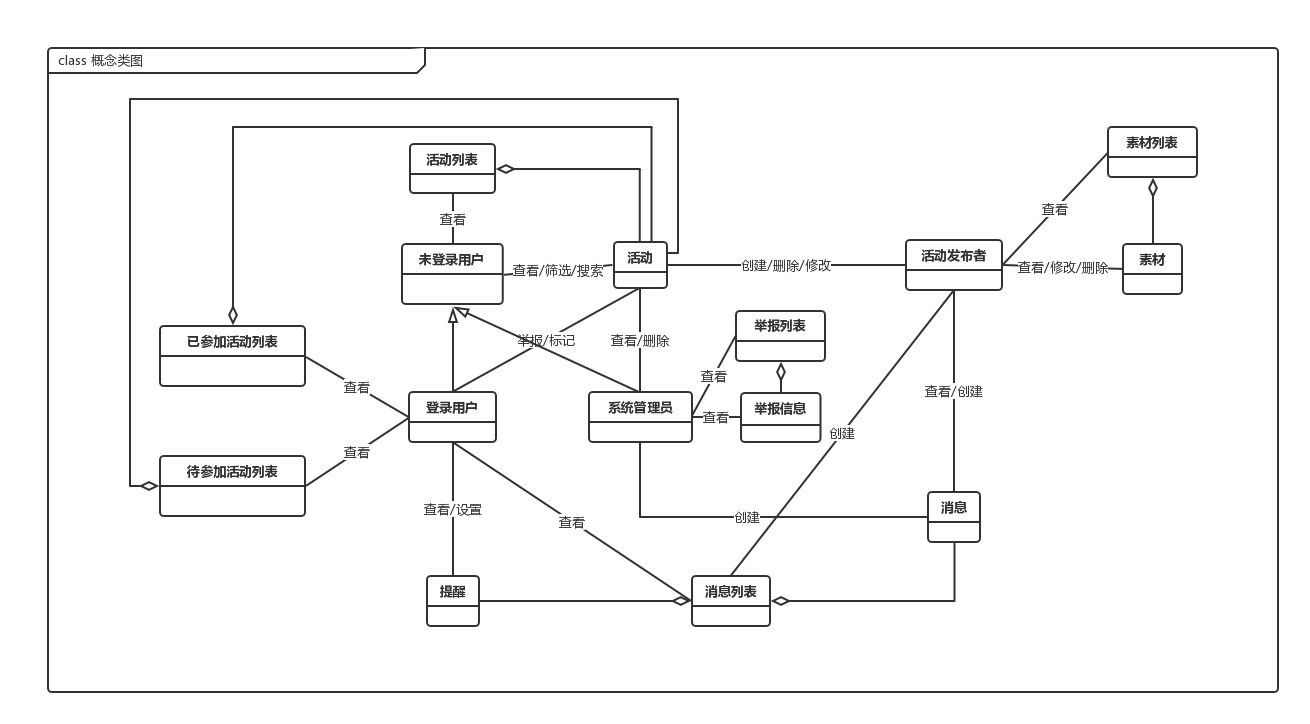 class 概念类图
素材列表
活动列表
查看
查看
未登录用户
活动
活动发布者
素材
查看/筛选/搜索
创建/删除/修改
查看/修改/删除
举报列表
已参加活动列表
举报/标记
查看/删除
查看
查看
查看/创建
登录用户
系统管理员
举报信息
查看
创建
查看
待参加活动列表
查看/设置
查看
创建
消息
提醒
消息列表